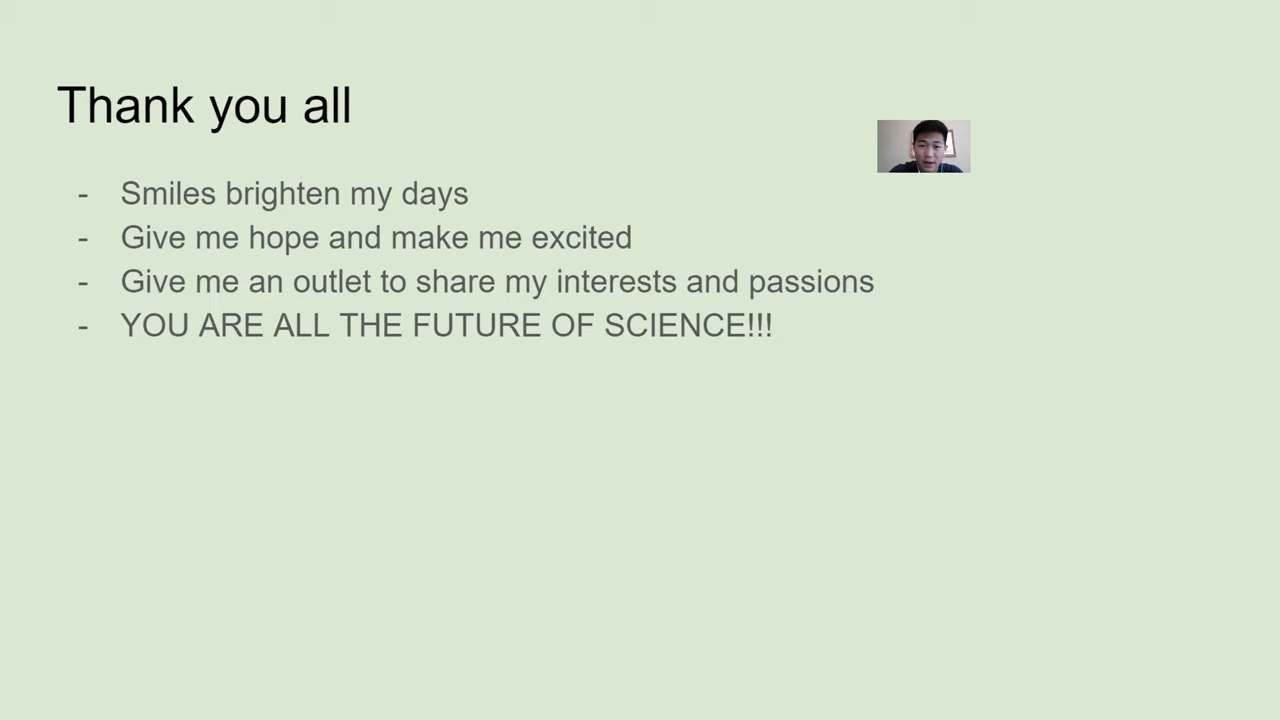 Thank you all
- Smiles brighten my days
- Give me hope and make me excited
- Give me an outlet to share my interests and passions
- YOU ARE ALL THE FUTURE OF SCIENCE!!!